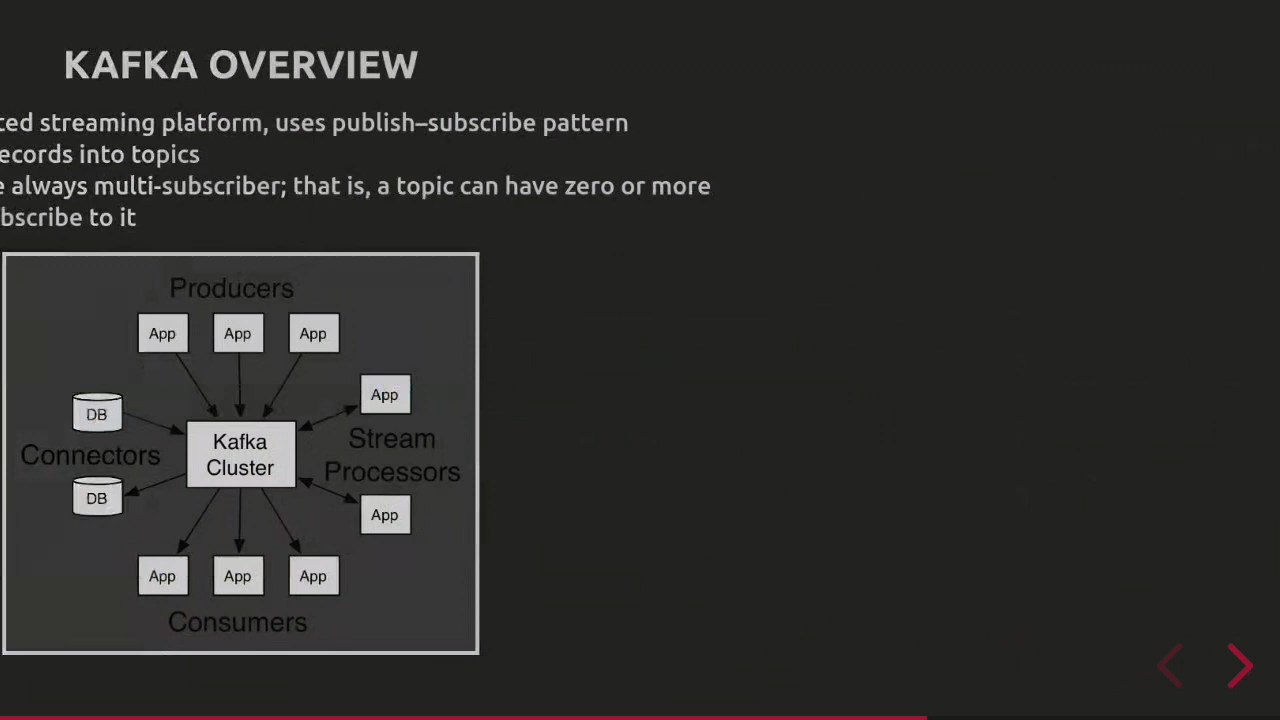 KAFKA OVERVIEW
ted streaming platform, uses publish–subscribe pattern
ecords into topics
e always multi-subscriber; that is, a topic can have zero or more
bscribe to it
Producers
App App App
App
DB
Kafka
Cluster
Stream
Processors
Connectors
DB
App
App App App
Consumers